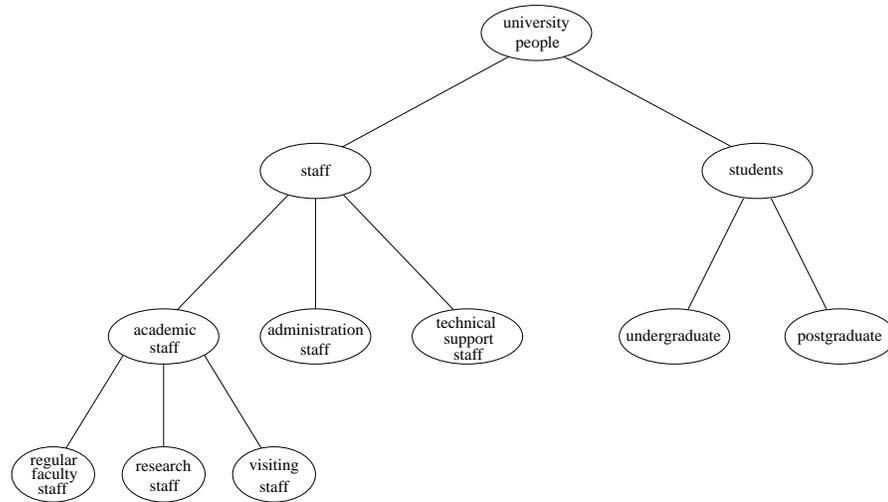 university
people
staff
students
academic
staff
administration
staff
technical
support
staff
undergraduate
postgraduate
regular
faculty
staff
research
staff
visiting
staff